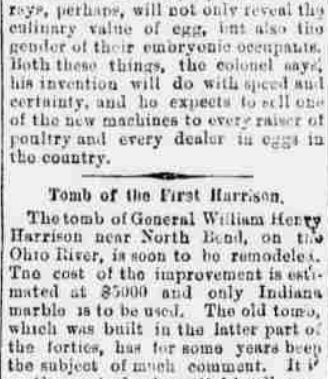 rays, perhaps, will not only reveal the
culinary value of egg, but also the
gender of their embryonic occupants.
Both these things, the colonel says,
his invention will do with speed and
certainty, and he expects to sell one
of the new machines to every raiser of
poultry and every dealer in eggs in
the country.
Tomb of the First Harrison.
The tomb of General William Henry
Harrison near North Bend, on the
Ohio River, is soon to be remodeled.
The cost of the improvement is esti-
mated at $5000 and only Indiana
marble is to be used. The old tomb,
which was built in the latter part of
the forties, has for some years been
the subject of much comment. It is